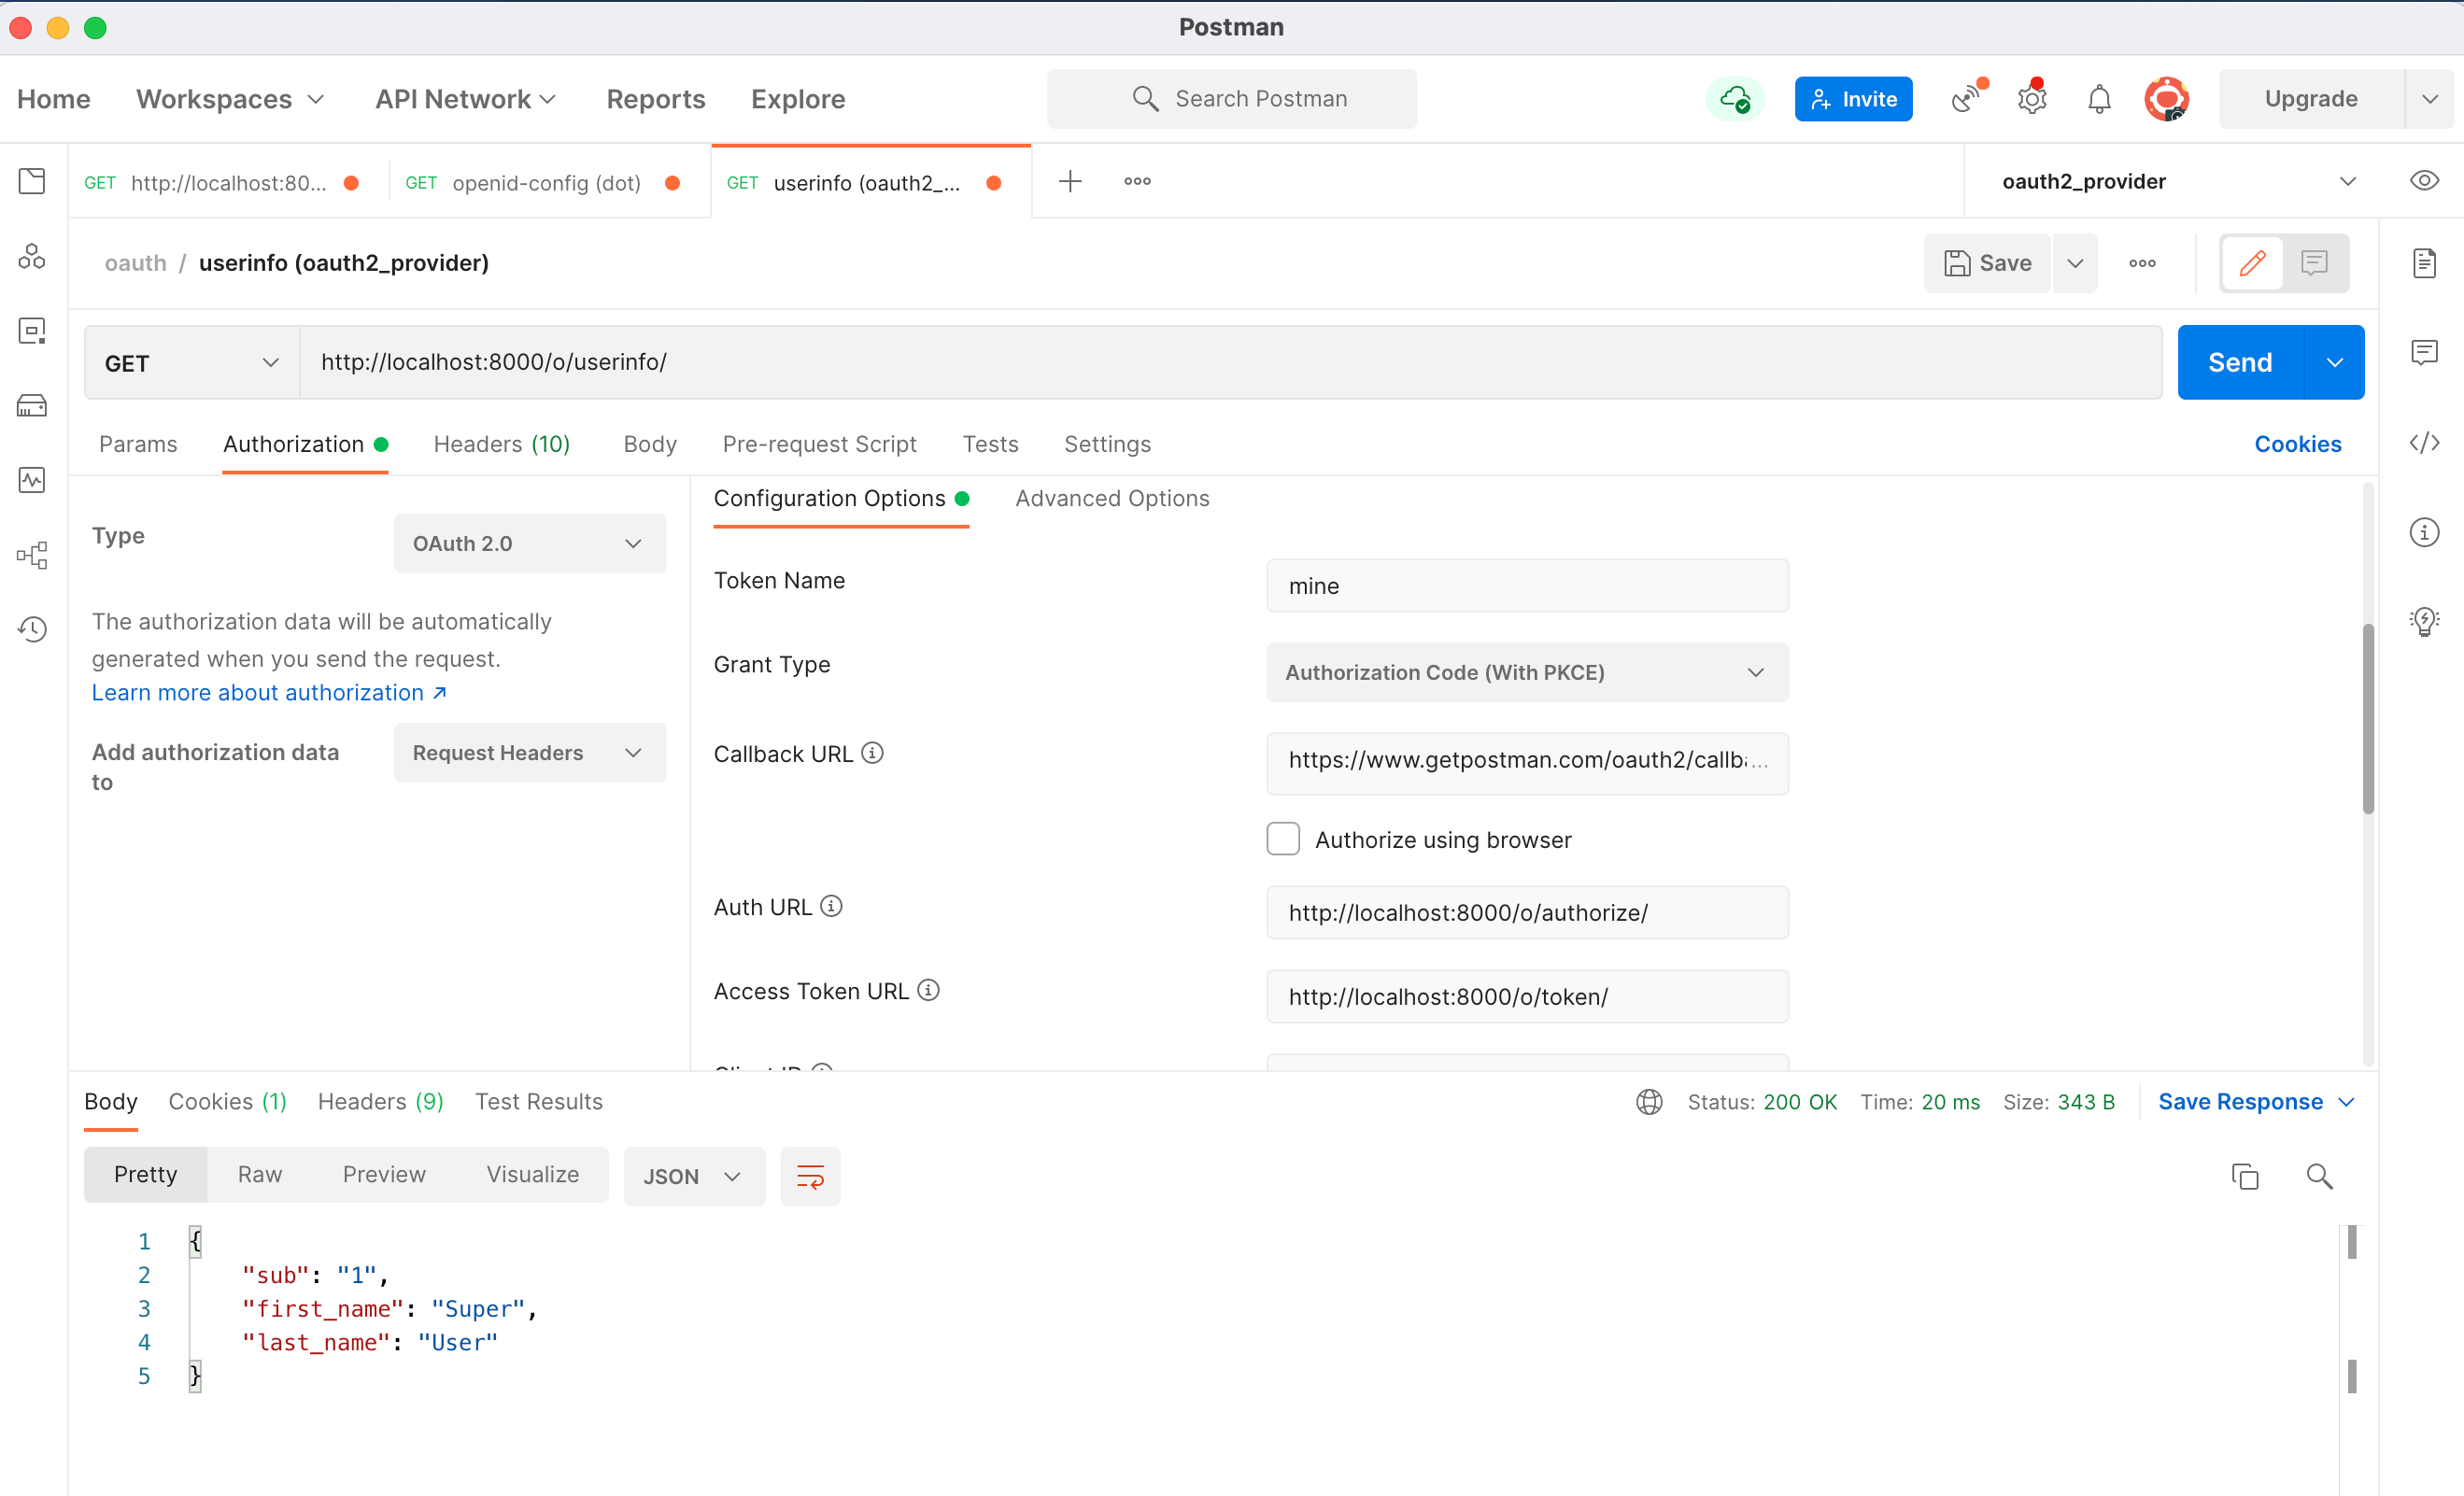 Postman
Home Workspaces API Network Reports Explore Search Postman Invite Upgrade
GET http://localhost:80... GET openid-config (dot) GET userinfo (oauth2_... oauth2_provider
oauth / userinfo (oauth2_provider) Save
GET http://localhost:8000/o/userinfo/ Send
Params Authorization Headers (10) Body Pre-request Script Tests Settings Cookies
Configuration Options Advanced Options
Type OAuth 2.0
The authorization data will be automatically
generated when you send the request.
Learn more about authorization ↗
Add authorization data
to
Request Headers
Token Name mine
Grant Type Authorization Code (With PKCE)
Callback URL https://www.getpostman.com/oauth2/callb...
Authorize using browser
Auth URL http://localhost:8000/o/authorize/
Access Token URL http://localhost:8000/o/token/
Client ID
Body Cookies (1) Headers (9) Test Results Status: 200 OK Time: 20 ms Size: 343 B Save Response
Pretty Raw Preview Visualize JSON
1 {
2 "sub": "1",
3 "first_name": "Super",
4 "last_name": "User"
5 }